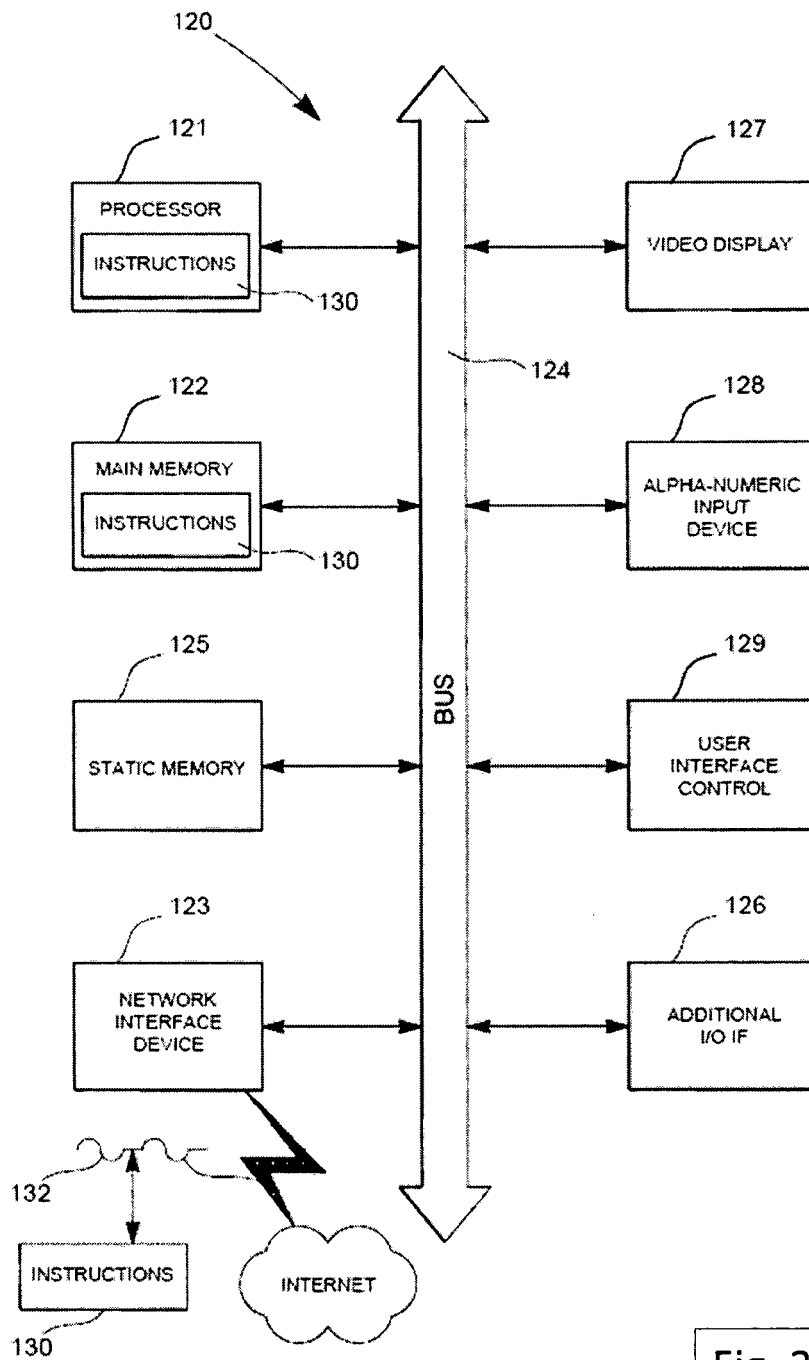 120
121
PROCESSOR
INSTRUCTIONS
130
127
VIDEO DISPLAY
124
122
MAIN MEMORY
INSTRUCTIONS
130
128
ALPHA-NUMERIC
INPUT
DEVICE
125
STATIC MEMORY
BUS
129
USER
INTERFACE
CONTROL
123
NETWORK
INTERFACE
DEVICE
126
ADDITIONAL
I/O IF
132
INSTRUCTIONS
130
INTERNET